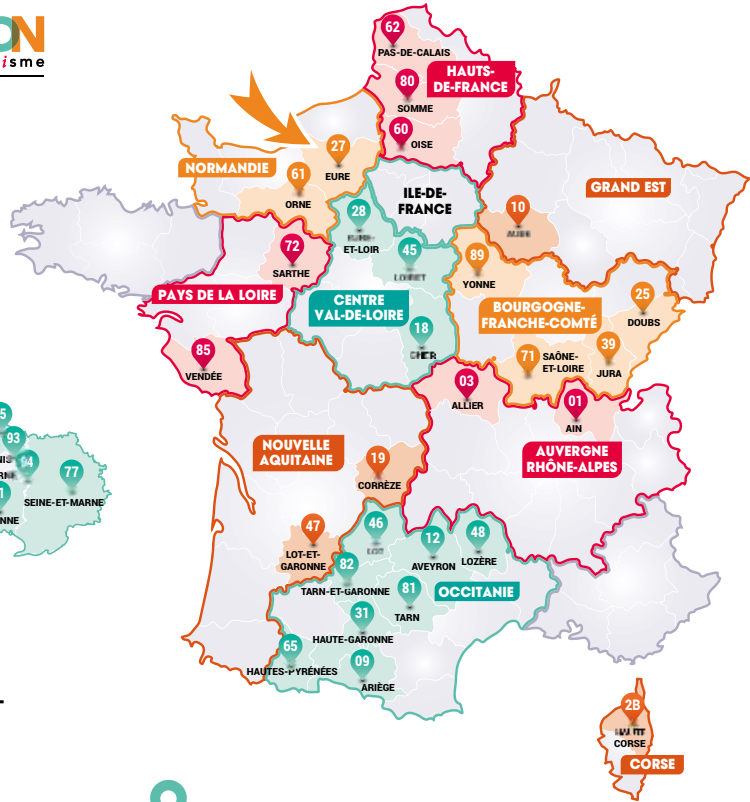 ON
isme
62
PAS-DE-CALAIS
HAUTS-
DE-FRANCE
80
SOMME
60
OISE
NORMANDIE
27
EURE
61
ORNE
ILE-DE-
FRANCE
GRAND EST
10
28
ET-LOIR
45
72
SARTHE
89
YONNE
PAYS DE LA LOIRE
CENTRE
VAL-DE-LOIRE
BOURGOGNE-
FRANCHE-COMTÉ
25
DOUBS
18
85
VENDÉE
71
SAÔNE-
ET-LOIRE
39
JURA
03
ALLIER
01
AIN
5
93
94
77
SEINE-ET-MARNE
1
NNE
NOUVELLE
AQUITAINE
19
CORRÈZE
AUVERGNE
RHÔNE-ALPES
47
LOT-ET-
GARONNE
46
12
AVEYRON
48
LOZÈRE
82
TARN-ET-GARONNE
81
TARN
OCCITANIE
31
HAUTE-GARONNE
65
HAUTES-PYRÉNÉES
09
ARIÈGE
2B
CORSE
CORSE